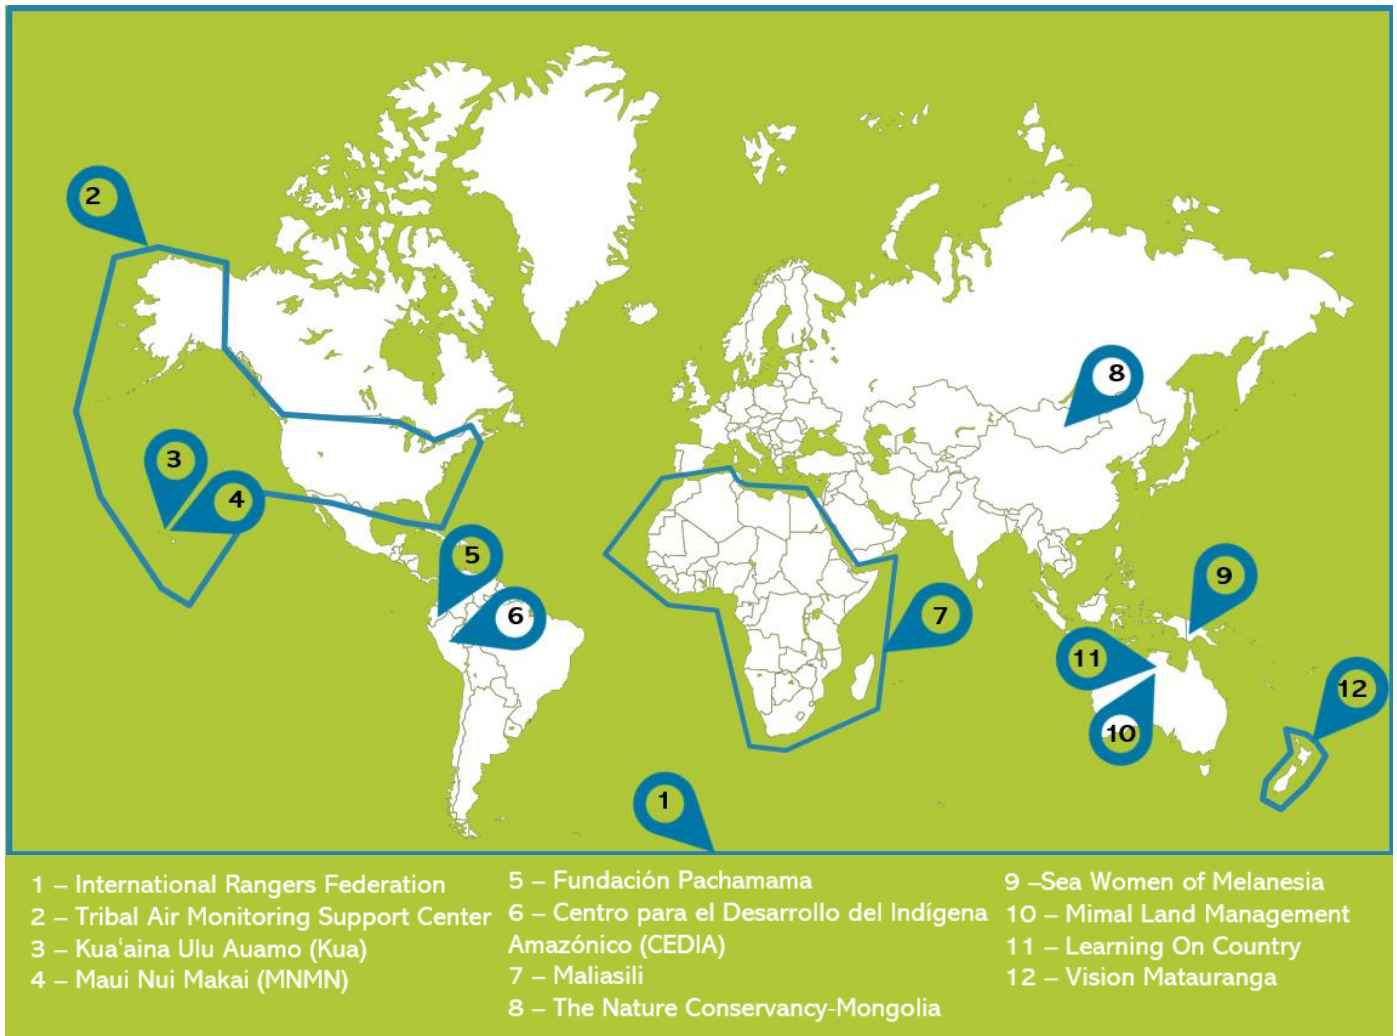 2
3
4
5
6
7
8
9
11
10
12
1
1 – International Rangers Federation
2 – Tribal Air Monitoring Support Center
3 – Kuaʻaina Ulu Auamo (Kua)
4 – Maui Nui Makai (MNMN)
5 – Fundación Pachamama
6 – Centro para el Desarrollo del Indígena
Amazónico (CEDIA)
7 – Maliasili
8 – The Nature Conservancy-Mongolia
9 –Sea Women of Melanesia
10 – Mimal Land Management
11 – Learning On Country
12 – Vision Matauranga